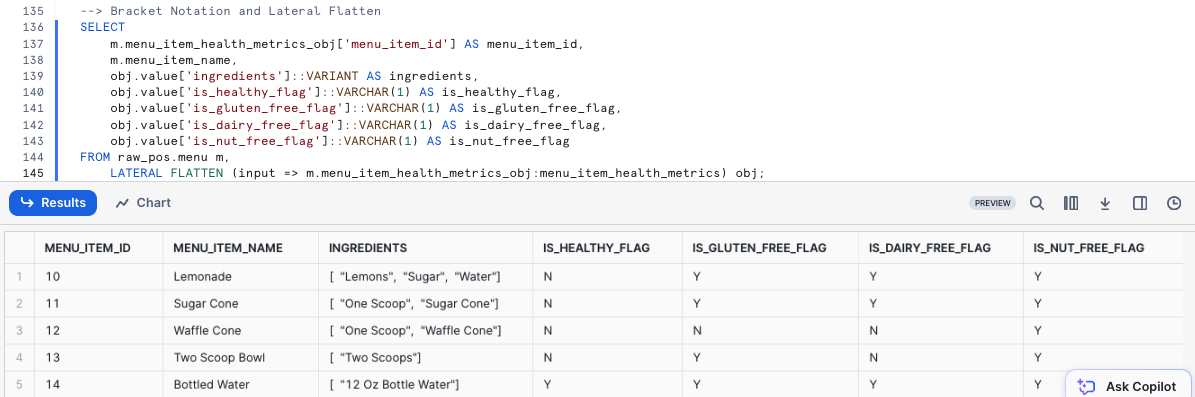 135 --> Bracket Notation and Lateral Flatten
136 SELECT
137 m.menu_item_health_metrics_obj['menu_item_id'] AS menu_item_id,
138 m.menu_item_name,
139 obj.value['ingredients']::VARIANT AS ingredients,
140 obj.value['is_healthy_flag']::VARCHAR(1) AS is_healthy_flag,
141 obj.value['is_gluten_free_flag']::VARCHAR(1) AS is_gluten_free_flag,
142 obj.value['is_dairy_free_flag']::VARCHAR(1) AS is_dairy_free_flag,
143 obj.value['is_nut_free_flag']::VARCHAR(1) AS is_nut_free_flag
144 FROM raw_pos.menu m,
145 LATERAL FLATTEN (input => m.menu_item_health_metrics_obj:menu_item_health_metrics) obj;
Results Chart PREVIEW
MENU_ITEM_ID MENU_ITEM_NAME INGREDIENTS IS_HEALTHY_FLAG IS_GLUTEN_FREE_FLAG IS_DAIRY_FREE_FLAG IS_NUT_FREE_FLAG
1 10 Lemonade [ "Lemons", "Sugar", "Water"] N Y Y Y
2 11 Sugar Cone [ "One Scoop", "Sugar Cone"] N Y Y Y
3 12 Waffle Cone [ "One Scoop", "Waffle Cone"] N N N Y
4 13 Two Scoop Bowl [ "Two Scoops"] N Y N Y
5 14 Bottled Water [ "12 Oz Bottle Water"] Y Y Y Y
Ask Copilot